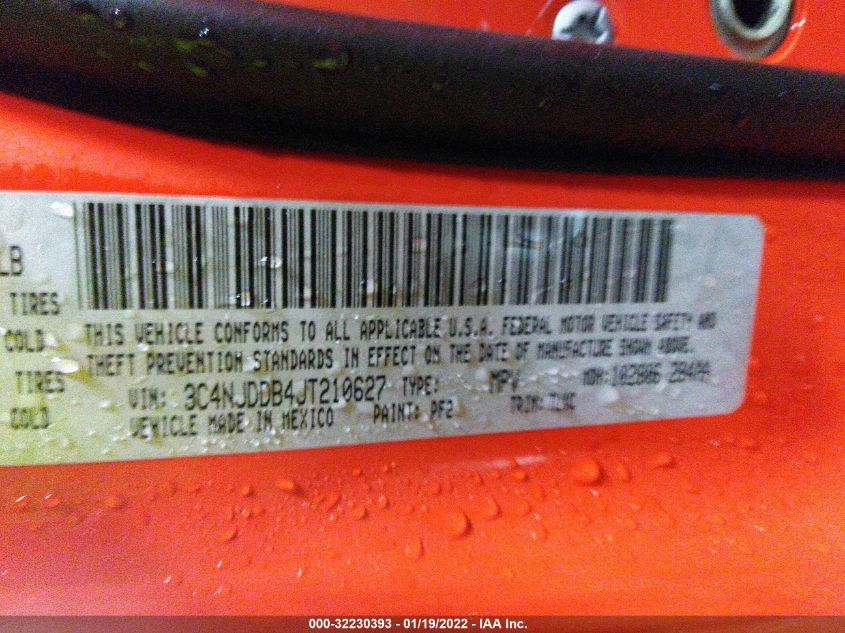 LB
TIRES
COLD
THIS VEHICLE CONFORMS TO ALL APPLICABLE U.S.A. FEDERAL MOTOR VEHICLE SAFETY AND
THEFT PREVENTION STANDARDS IN EFFECT ON THE DATE OF MANUFACTURE SHOWN ABOVE.
TIRES
VIN: 3C4NJDDB4JT210627 TYPE: MPV MDH:
COLD
VEHICLE MADE IN MEXICO PAINT: PF2 TRIM:
000-32230393 - 01/19/2022 - IAA Inc.